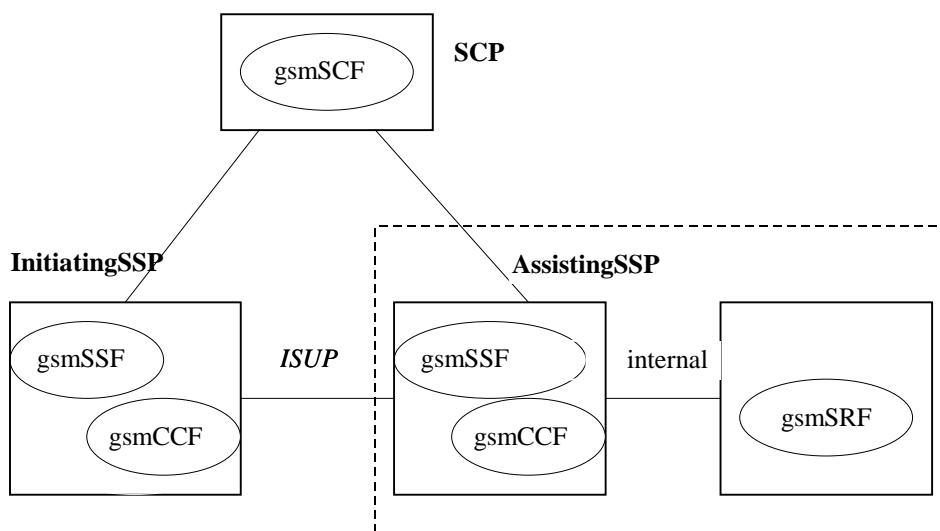 gsmSCF
SCP
InitiatingSSP
AssistingSSP
gsmSSF
ISUP
gsmSSF
internal
gsmCCF
gsmCCF
gsmSRF